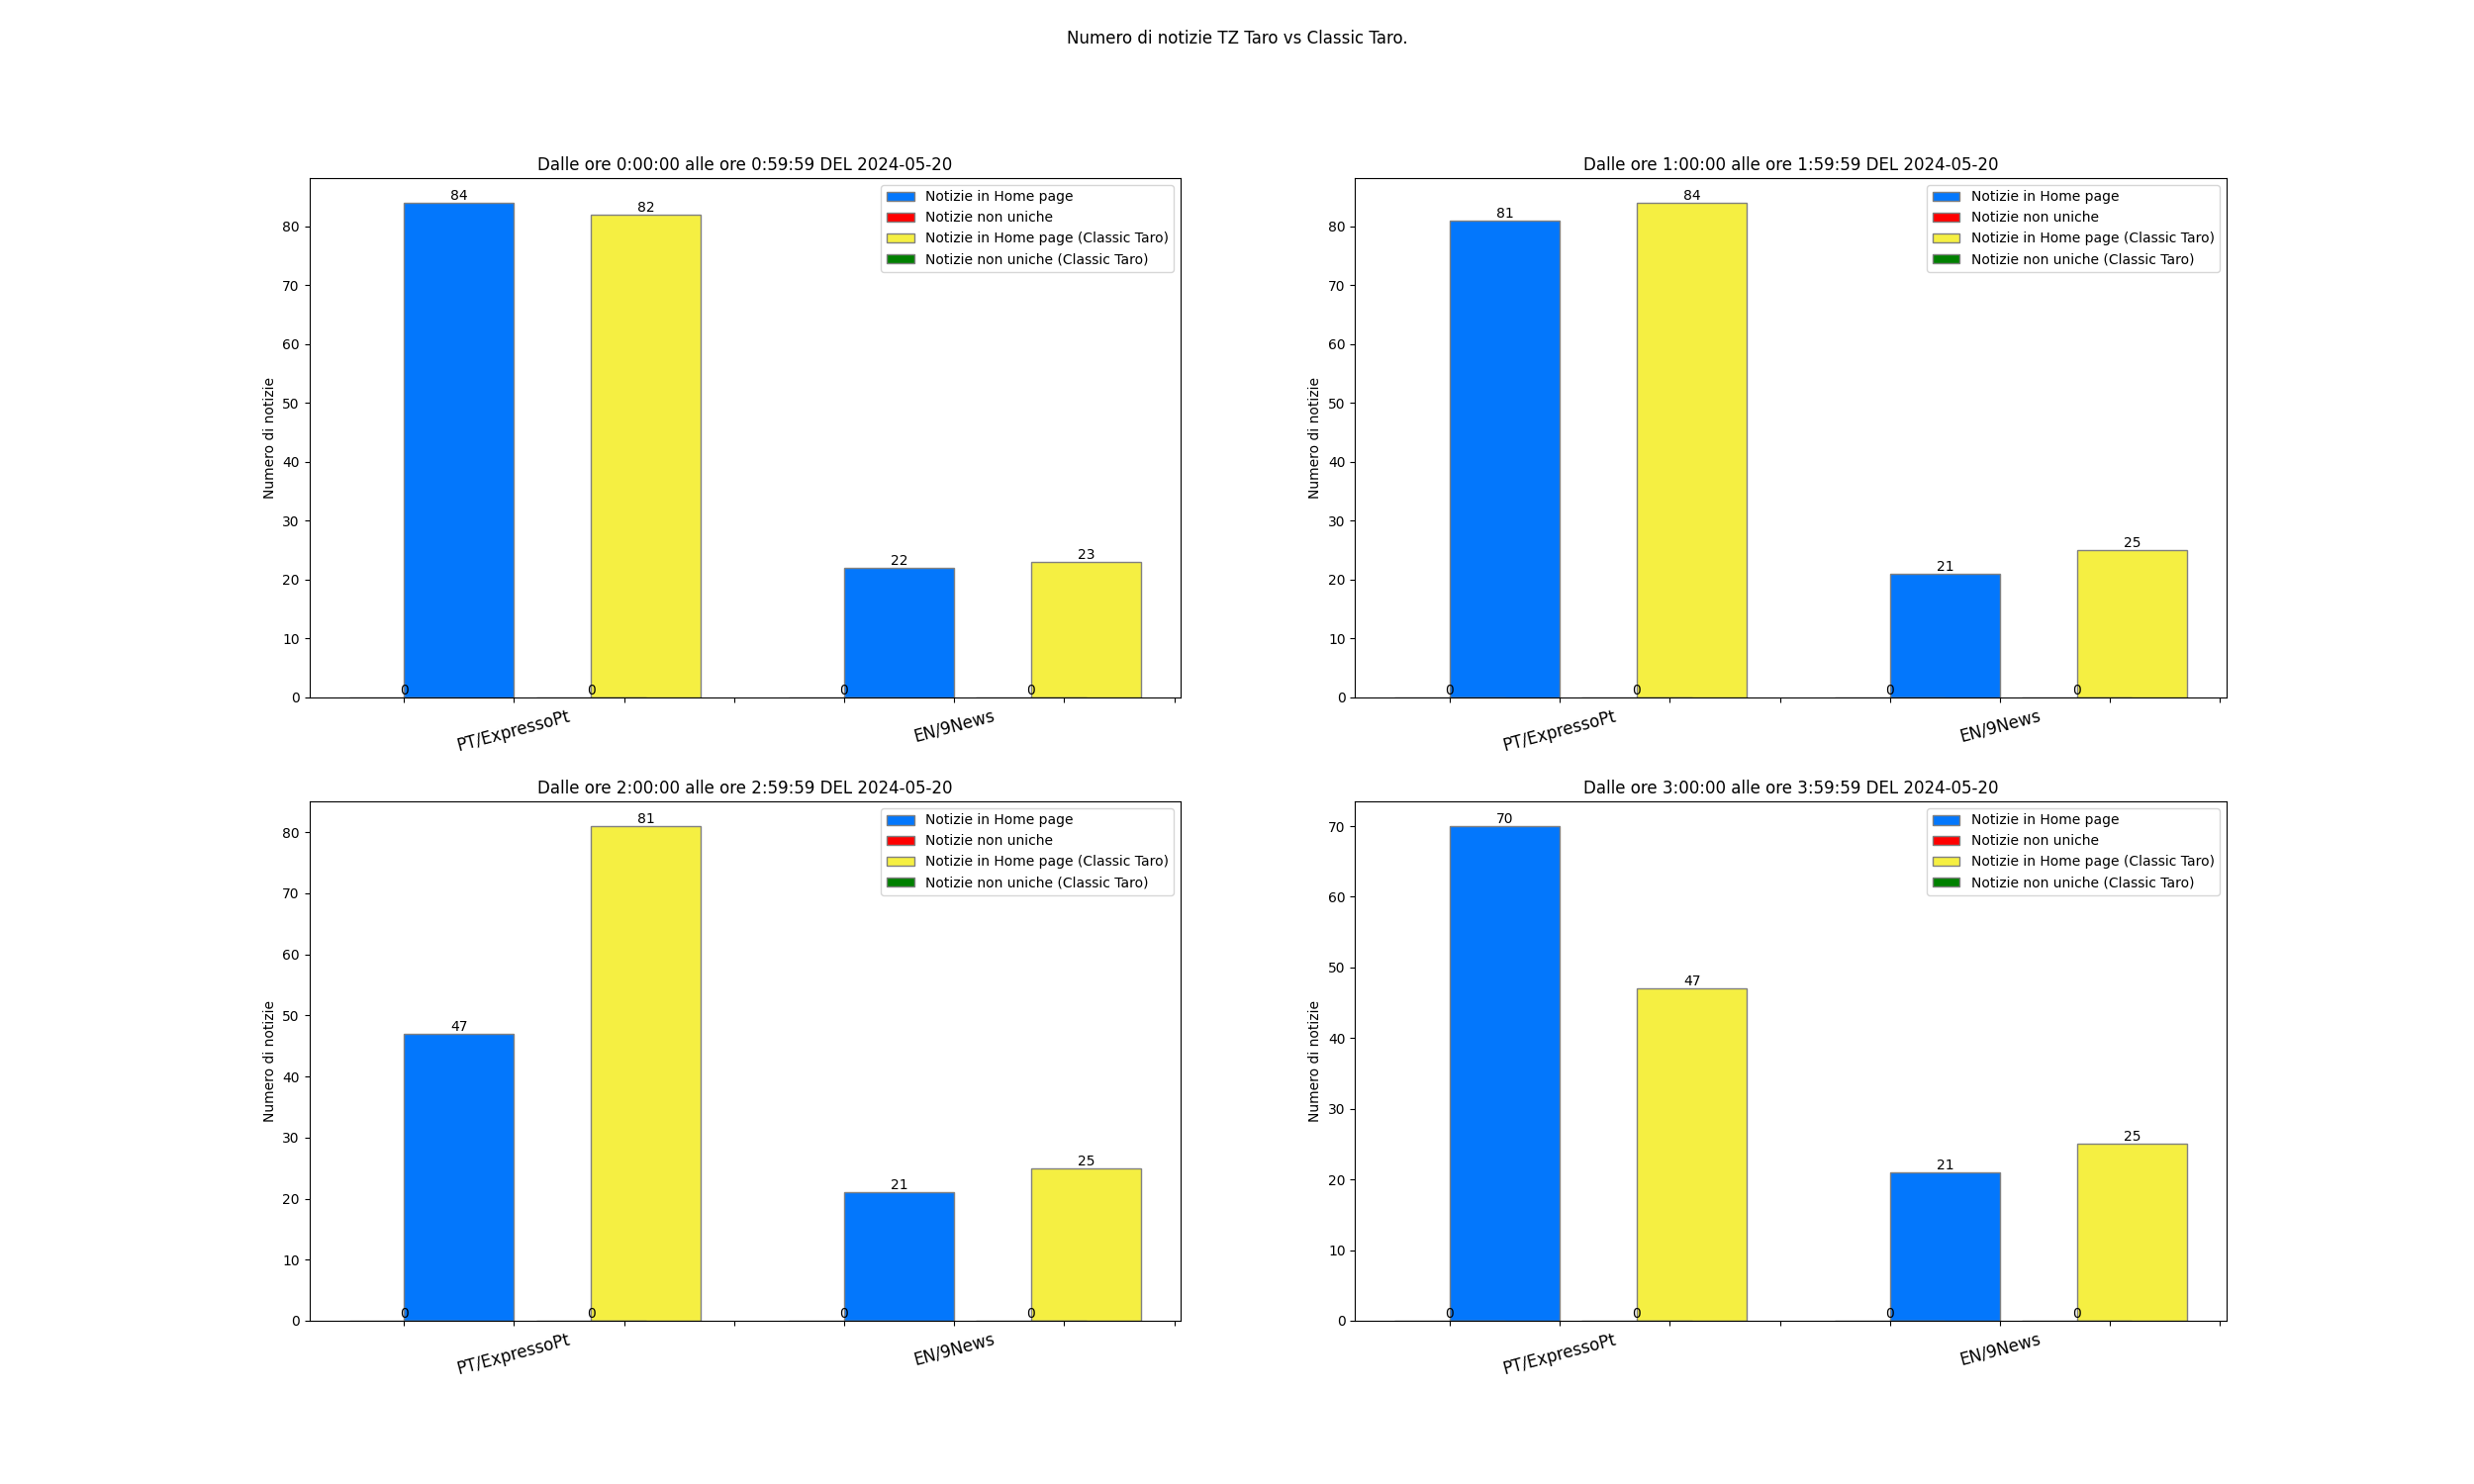 Numero di notizie TZ Taro vs Classic Taro.
Dalle ore 0:00:00 alle ore 0:59:59 DEL 2024-05-20
Numero di notizie
80
70
60
50
40
30
20
10
0
84
82
22
23
0
0
0
0
Notizie in Home page
Notizie non uniche
Notizie in Home page (Classic Taro)
Notizie non uniche (Classic Taro)
PT/ExpressoPt
EN/9News
Dalle ore 1:00:00 alle ore 1:59:59 DEL 2024-05-20
Numero di notizie
80
70
60
50
40
30
20
10
0
81
84
21
25
0
0
0
0
Notizie in Home page
Notizie non uniche
Notizie in Home page (Classic Taro)
Notizie non uniche (Classic Taro)
PT/ExpressoPt
EN/9News
Dalle ore 2:00:00 alle ore 2:59:59 DEL 2024-05-20
Numero di notizie
80
70
60
50
40
30
20
10
0
47
81
21
25
0
0
0
0
Notizie in Home page
Notizie non uniche
Notizie in Home page (Classic Taro)
Notizie non uniche (Classic Taro)
PT/ExpressoPt
EN/9News
Dalle ore 3:00:00 alle ore 3:59:59 DEL 2024-05-20
Numero di notizie
70
60
50
40
30
20
10
0
70
47
21
25
0
0
0
0
Notizie in Home page
Notizie non uniche
Notizie in Home page (Classic Taro)
Notizie non uniche (Classic Taro)
PT/ExpressoPt
EN/9News